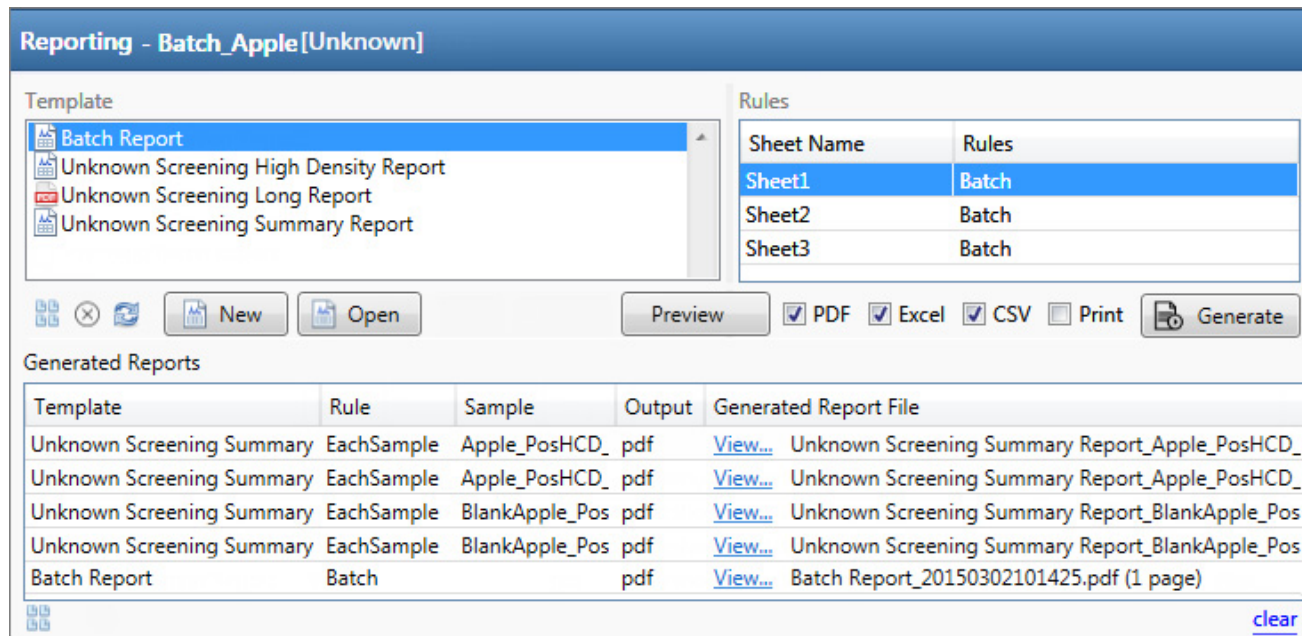 Reporting - Batch_Apple[Unknown]
Template
Batch Report
Unknown Screening High Density Report
Unknown Screening Long Report
Unknown Screening Summary Report
Rules
Sheet Name Rules
Sheet1 Batch
Sheet2 Batch
Sheet3 Batch
New Open Preview PDF Excel CSV Print Generate
Generated Reports
Template Rule Sample Output Generated Report File
Unknown Screening Summary EachSample Apple_PosHCD_ pdf View... Unknown Screening Summary Report_Apple_PosHCD_
Unknown Screening Summary EachSample Apple_PosHCD_ pdf View... Unknown Screening Summary Report_Apple_PosHCD_
Unknown Screening Summary EachSample BlankApple_Pos pdf View... Unknown Screening Summary Report_BlankApple_Pos
Unknown Screening Summary EachSample BlankApple_Pos pdf View... Unknown Screening Summary Report_BlankApple_Pos
Batch Report Batch pdf View... Batch Report_20150302101425.pdf (1 page)
clear